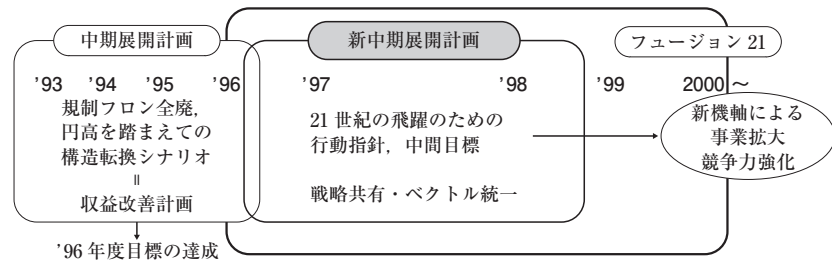 中期展開計画
新中期展開計画
フュージョン 21
’93 ’94 ’95 ’96 ’97 ’98 ’99 2000 ～
規制フロン全廃,
円高を踏まえての
構造転換シナリオ
＝
収益改善計画
’96 年度目標の達成
21 世紀の飛躍のための
行動指針, 中間目標
戦略共有・ベクトル統一
新機軸による
事業拡大
競争力強化